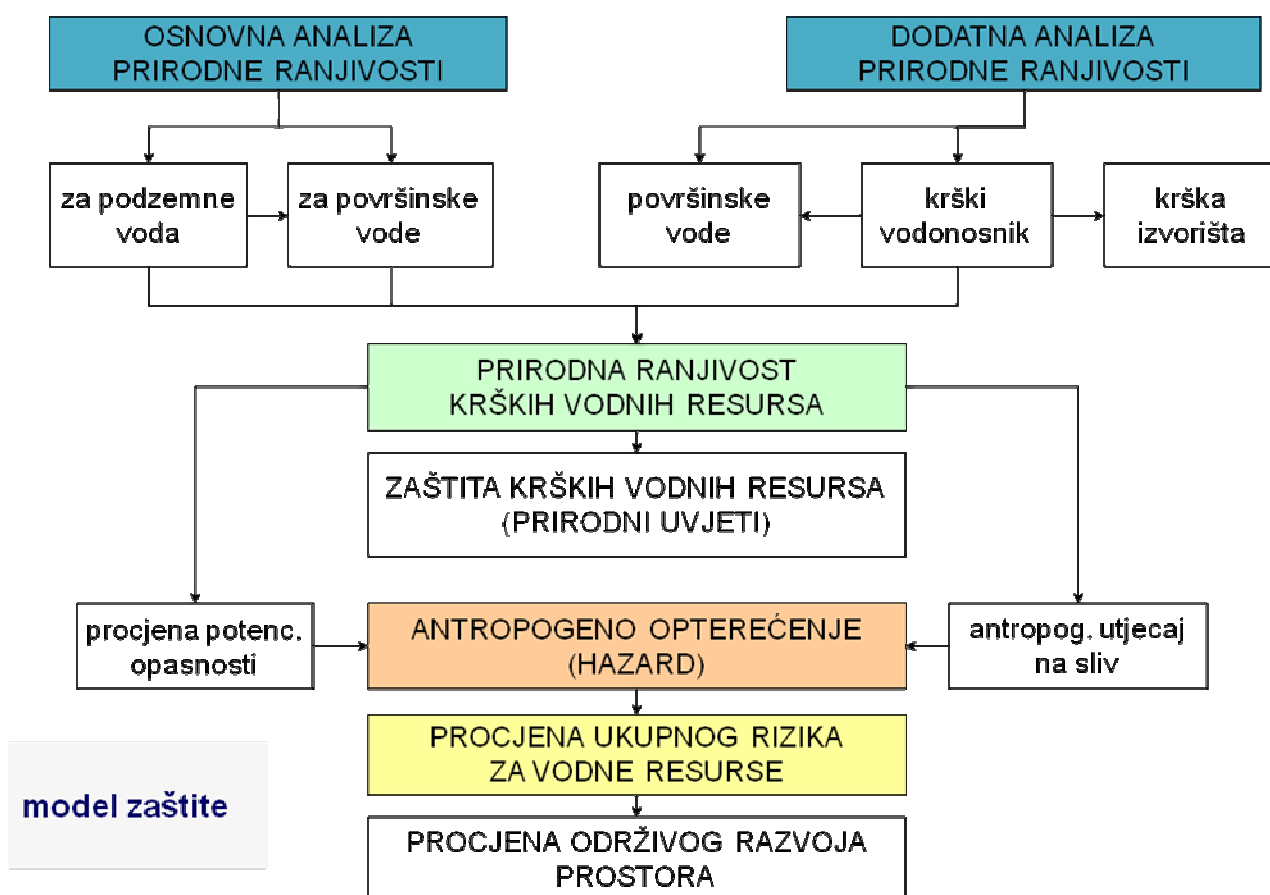 OSNOVNA ANALIZA
PRIRODNE RANJIVOSTI
DODATNA ANALIZA
PRIRODNE RANJIVOSTI
za podzemne
voda
za površinske
vode
površinske
vode
krški
vodonosnik
krška
izvorišta
PRIRODNA RANJIVOST
KRŠKIH VODNIH RESURSA
ZAŠTITA KRŠKIH VODNIH RESURSA
(PRIRODNI UVJETI)
procjena potenc.
opasnosti
ANTROPOGENO OPTEREĆENJE
(HAZARD)
antropog. utjecaj
na sliv
PROCJENA UKUPNOG RIZIKA
ZA VODNE RESURSE
model zaštite
PROCJENA ODRŽIVOG RAZVOJA
PROSTORA